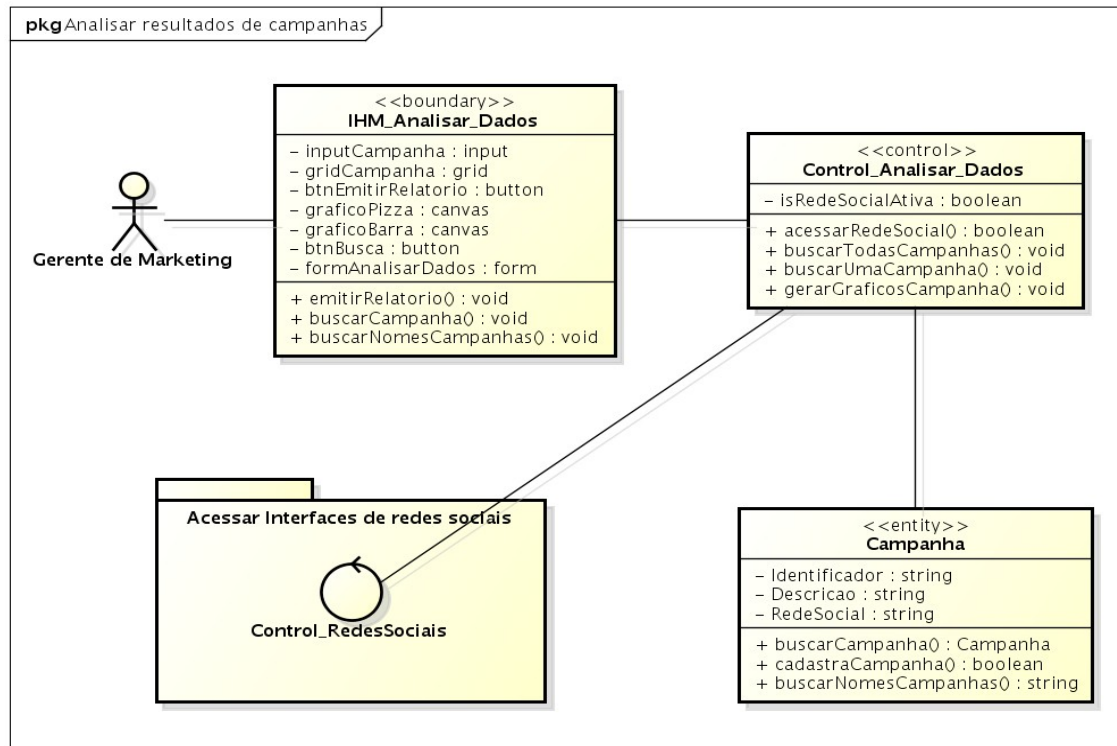 pkg Analisar resultados de campanhas
<<boundary>>
IHM_Analisar_Dados
– inputCampanha : input
– gridCampanha : grid
– btnEmitirRelatorio : button
– graficoPizza : canvas
– graficoBarra : canvas
– btnBusca : button
– formAnalisarDados : form
+ emitirRelatorio() : void
+ buscarCampanha() : void
+ buscarNomesCampanhas() : void
Gerente de Marketing
<<control>>
Control_Analisar_Dados
– isRedeSocialAtiva : boolean
+ acessarRedeSocial() : boolean
+ buscarTodasCampanhas() : void
+ buscarUmaCampanha() : void
+ gerarGraficosCampanha() : void
Acessar Interfaces de redes sociais
Control_RedesSociais
<<entity>>
Campanha
– Identificador : string
– Descricao : string
– RedeSocial : string
+ buscarCampanha() : Campanha
+ cadastraCampanha() : boolean
+ buscarNomesCampanhas() : string